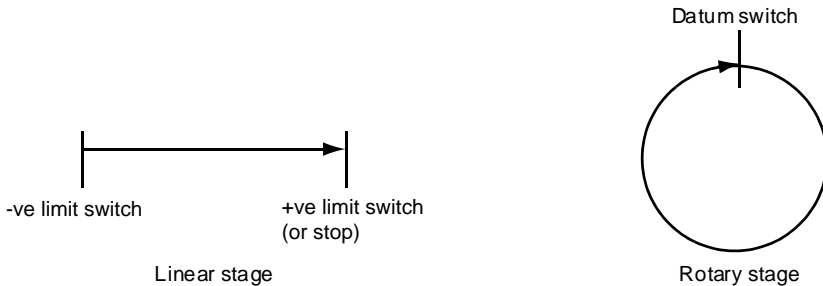 Datum switch
-ve limit switch
+ve limit switch
(or stop)
Linear stage
Rotary stage